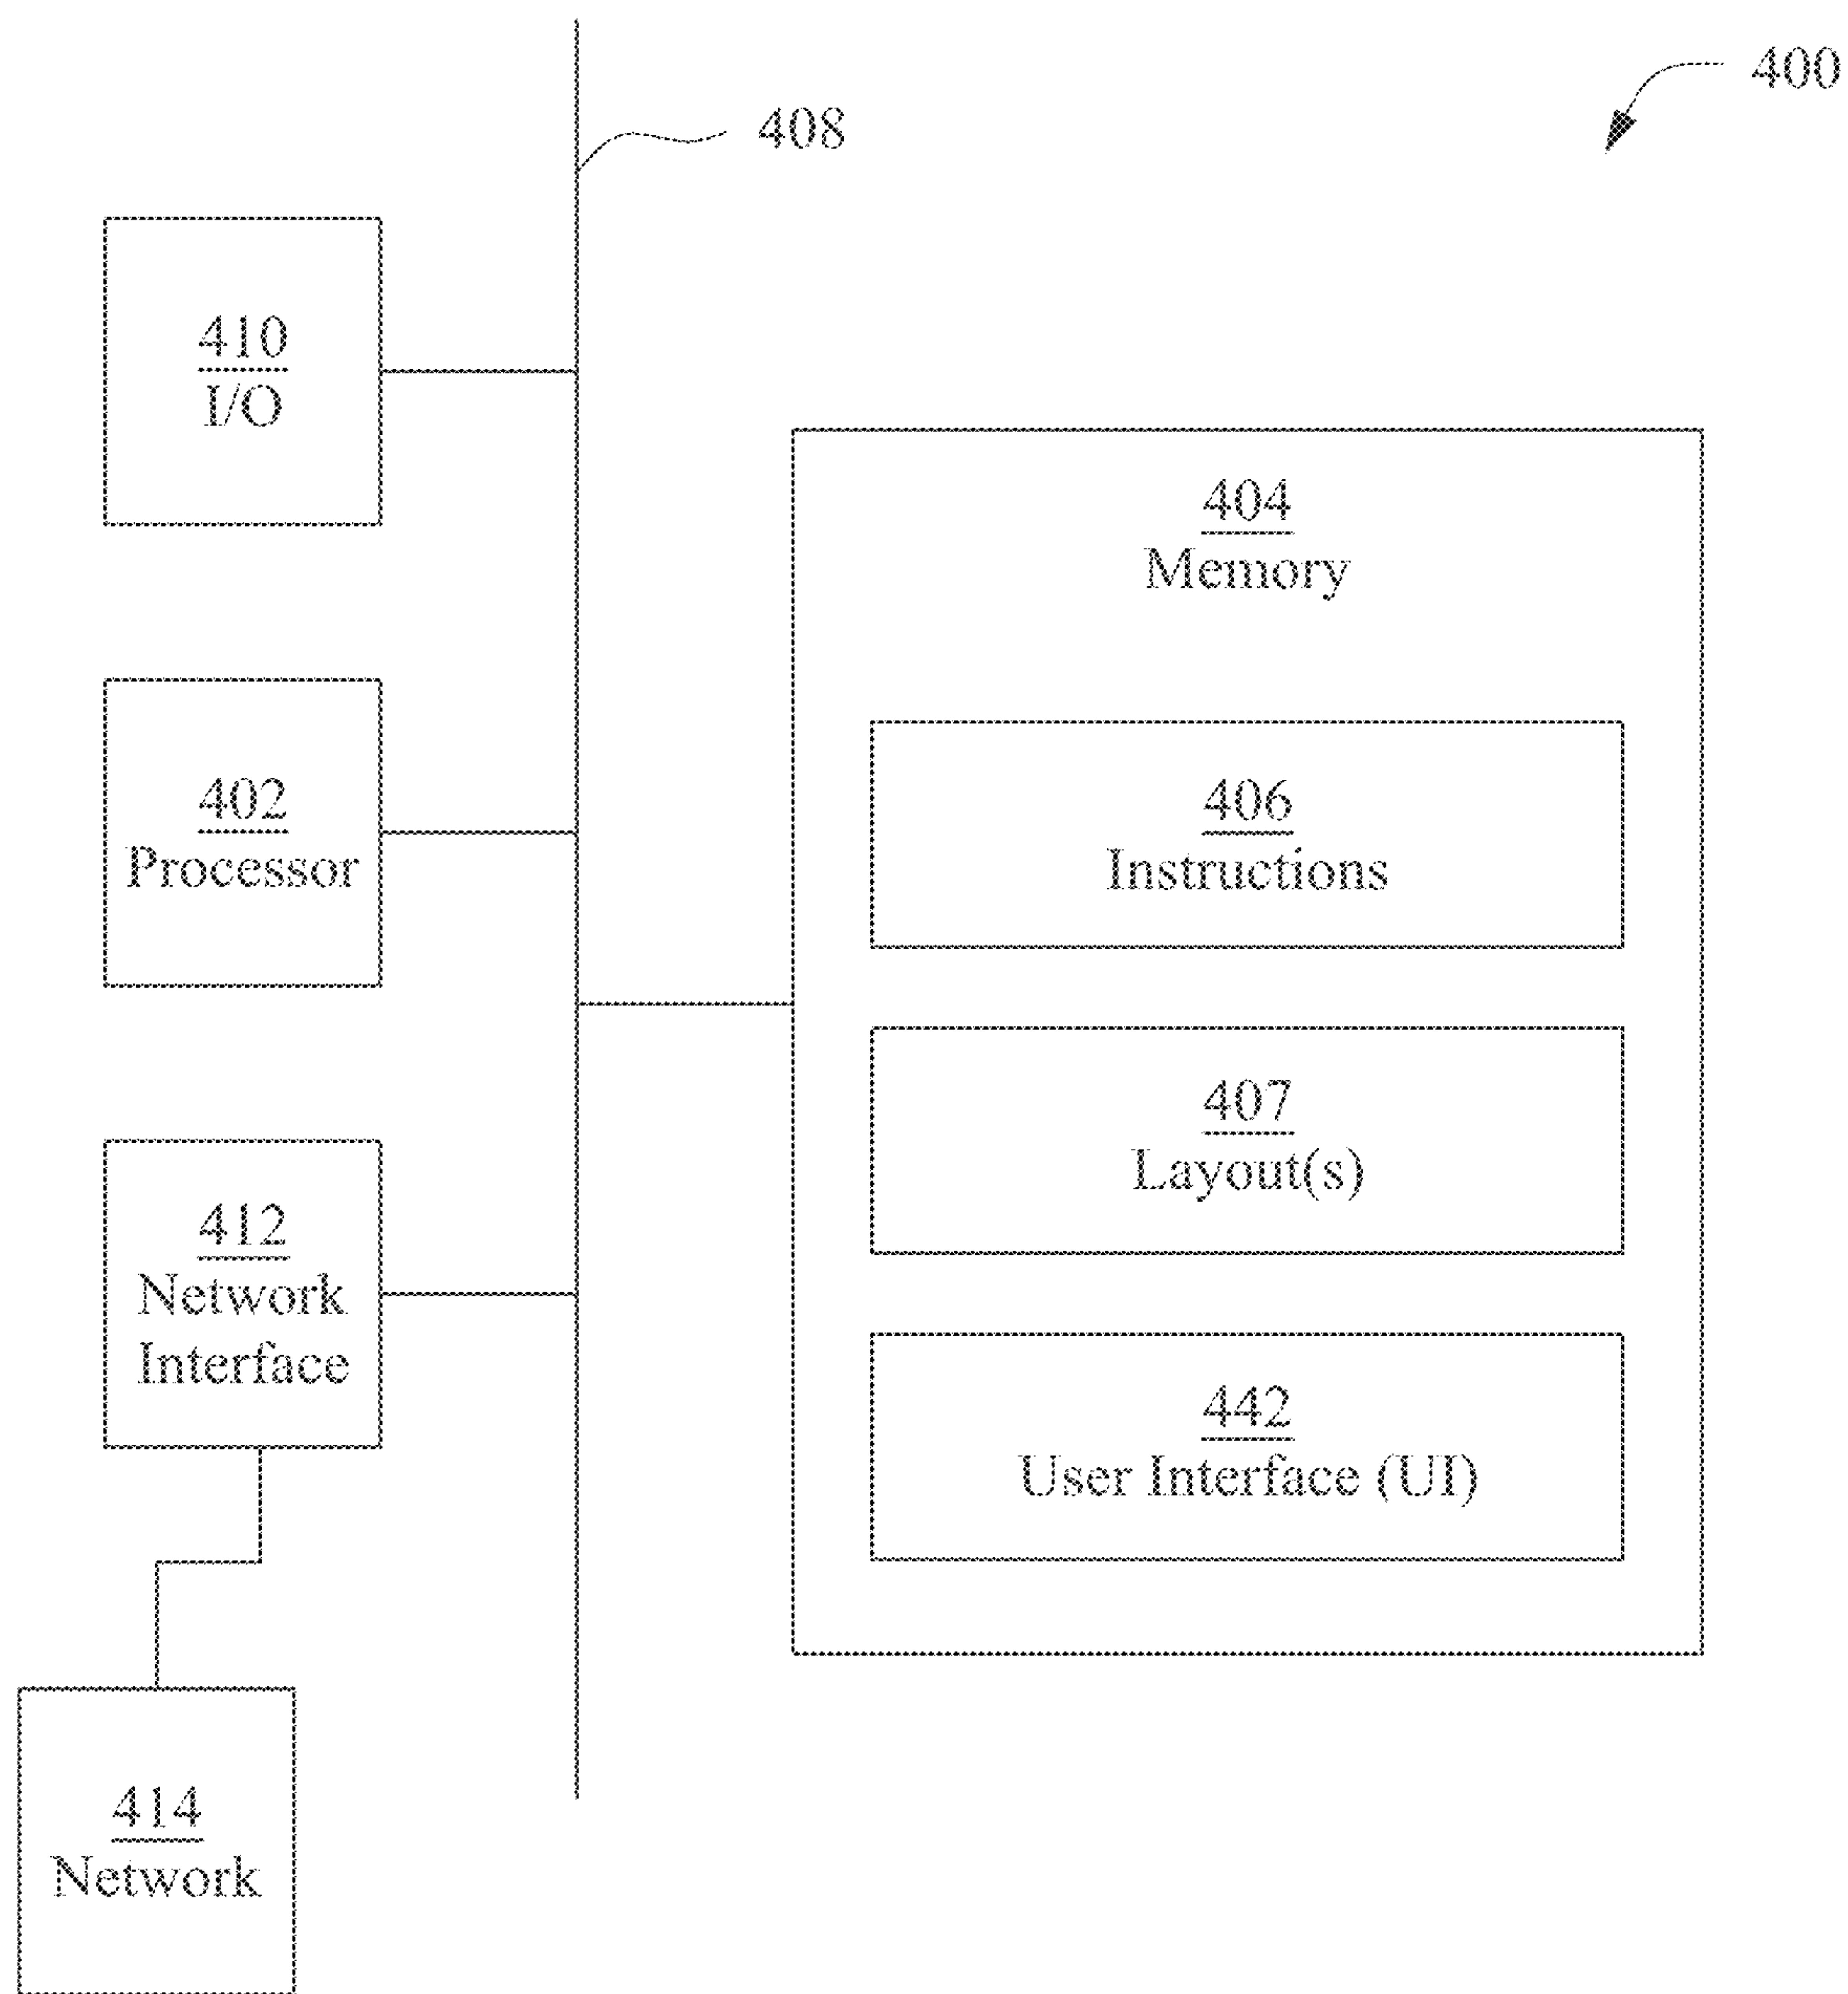 400
408
410
I/O
404
Memory
402
Processor
406
Instructions
407
Layout(s)
412
Network
Interface
442
User Interface (UI)
414
Network